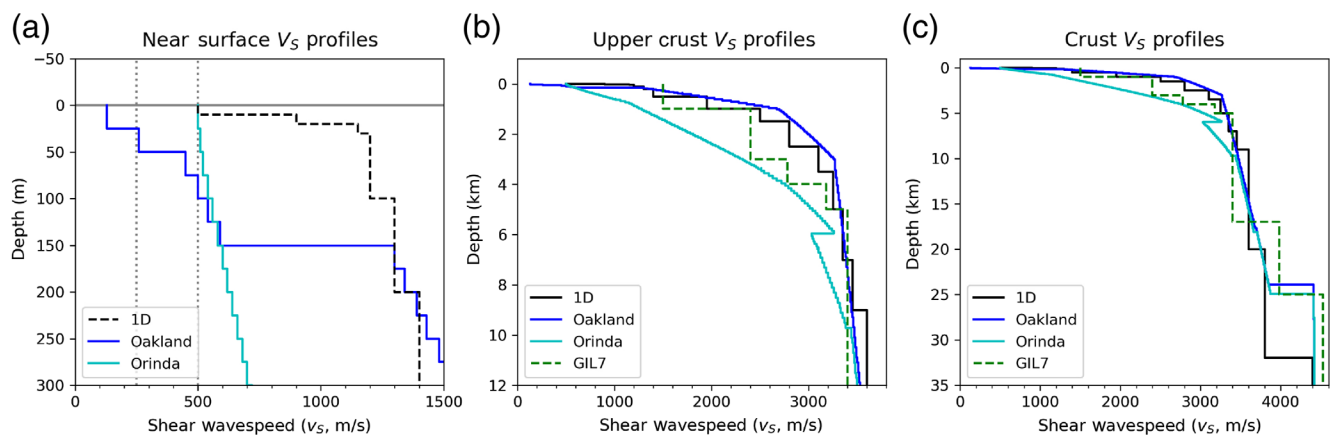 (a)
Near surface V_S profiles
−50
0
50
100
150
200
250
300
Depth (m)
1D
Oakland
Orinda
0
500
1000
1500
Shear wavespeed (v_S, m/s)
(b)
Upper crust V_S profiles
0
2
4
6
8
10
12
Depth (km)
1D
Oakland
Orinda
GIL7
0
1000
2000
3000
Shear wavespeed (v_S, m/s)
(c)
Crust V_S profiles
0
5
10
15
20
25
30
35
Depth (km)
1D
Oakland
Orinda
GIL7
0
1000
2000
3000
4000
Shear wavespeed (v_S, m/s)